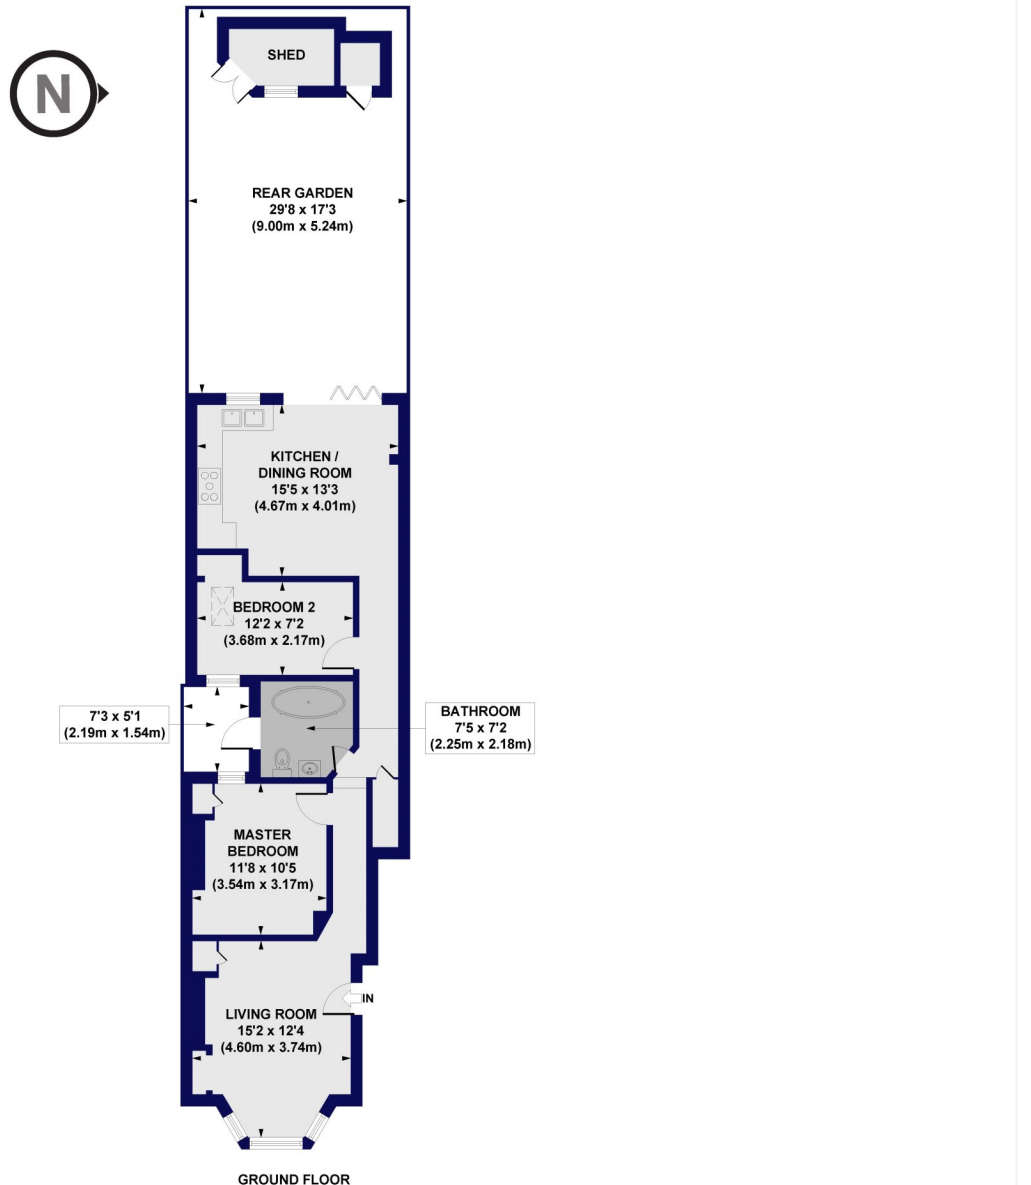 SHED
N
REAR GARDEN
29'8 x 17'3
(9.00m x 5.24m)
KITCHEN /
DINING ROOM
15'5 x 13'3
(4.67m x 4.01m)
BEDROOM 2
12'2 x 7'2
(3.68m x 2.17m)
7'3 x 5'1
(2.19m x 1.54m)
BATHROOM
7'5 x 7'2
(2.25m x 2.18m)
MASTER
BEDROOM
11'8 x 10'5
(3.54m x 3.17m)
IN
LIVING ROOM
15'2 x 12'4
(4.60m x 3.74m)
GROUND FLOOR